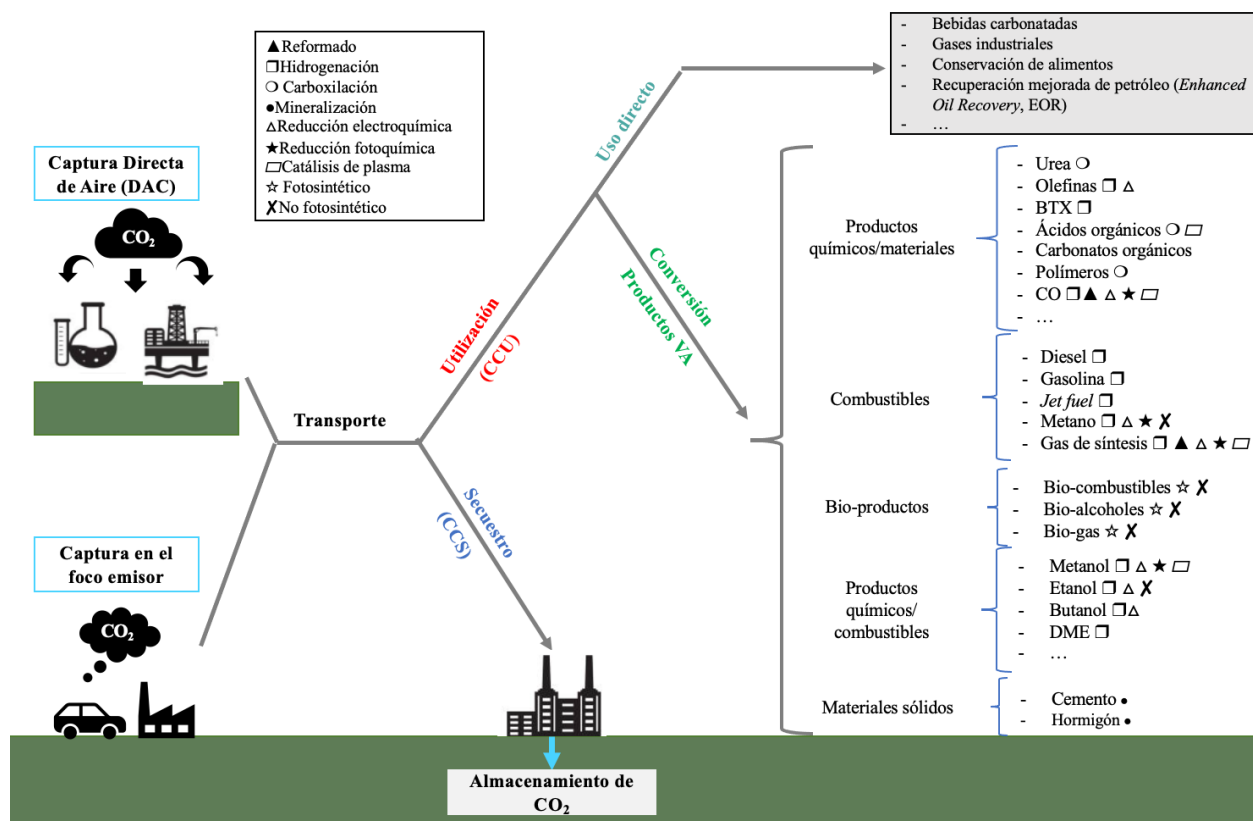 ▲Reformado
❒Hidrogenación
❍ Carboxilación
●Mineralización
△Reducción electroquímica
★Reducción fotoquímica
▱Catálisis de plasma
☆ Fotosintético
✗No fotosintético
Captura Directa
de Aire (DAC)
CO₂
Captura en el
foco emisor
CO₂
Transporte
Utilización
(CCU)
Secuestro
(CCS)
Almacenamiento de
CO₂
Uso directo
Conversión
Productos VA
- Bebidas carbonatadas
- Gases industriales
- Conservación de alimentos
- Recuperación mejorada de petróleo (Enhanced
Oil Recovery, EOR)
- …
Productos
químicos/materiales
- Urea ❍
- Olefinas ❒ △
- BTX ❒
- Ácidos orgánicos ❍ ▱
- Carbonatos orgánicos
- Polímeros ❍
- CO ❒▲ △ ★ ▱
- …
Combustibles
- Diesel ❒
- Gasolina ❒
- Jet fuel ❒
- Metano ❒ △ ★ ✗
- Gas de síntesis ❒ ▲ △ ★ ▱
Bio-productos
- Bio-combustibles ☆ ✗
- Bio-alcoholes ☆ ✗
- Bio-gas ☆ ✗
Productos
químicos/
combustibles
- Metanol ❒ △ ★ ▱
- Etanol ❒ △ ✗
- Butanol ❒△
- DME ❒
- …
Materiales sólidos
- Cemento ●
- Hormigón ●